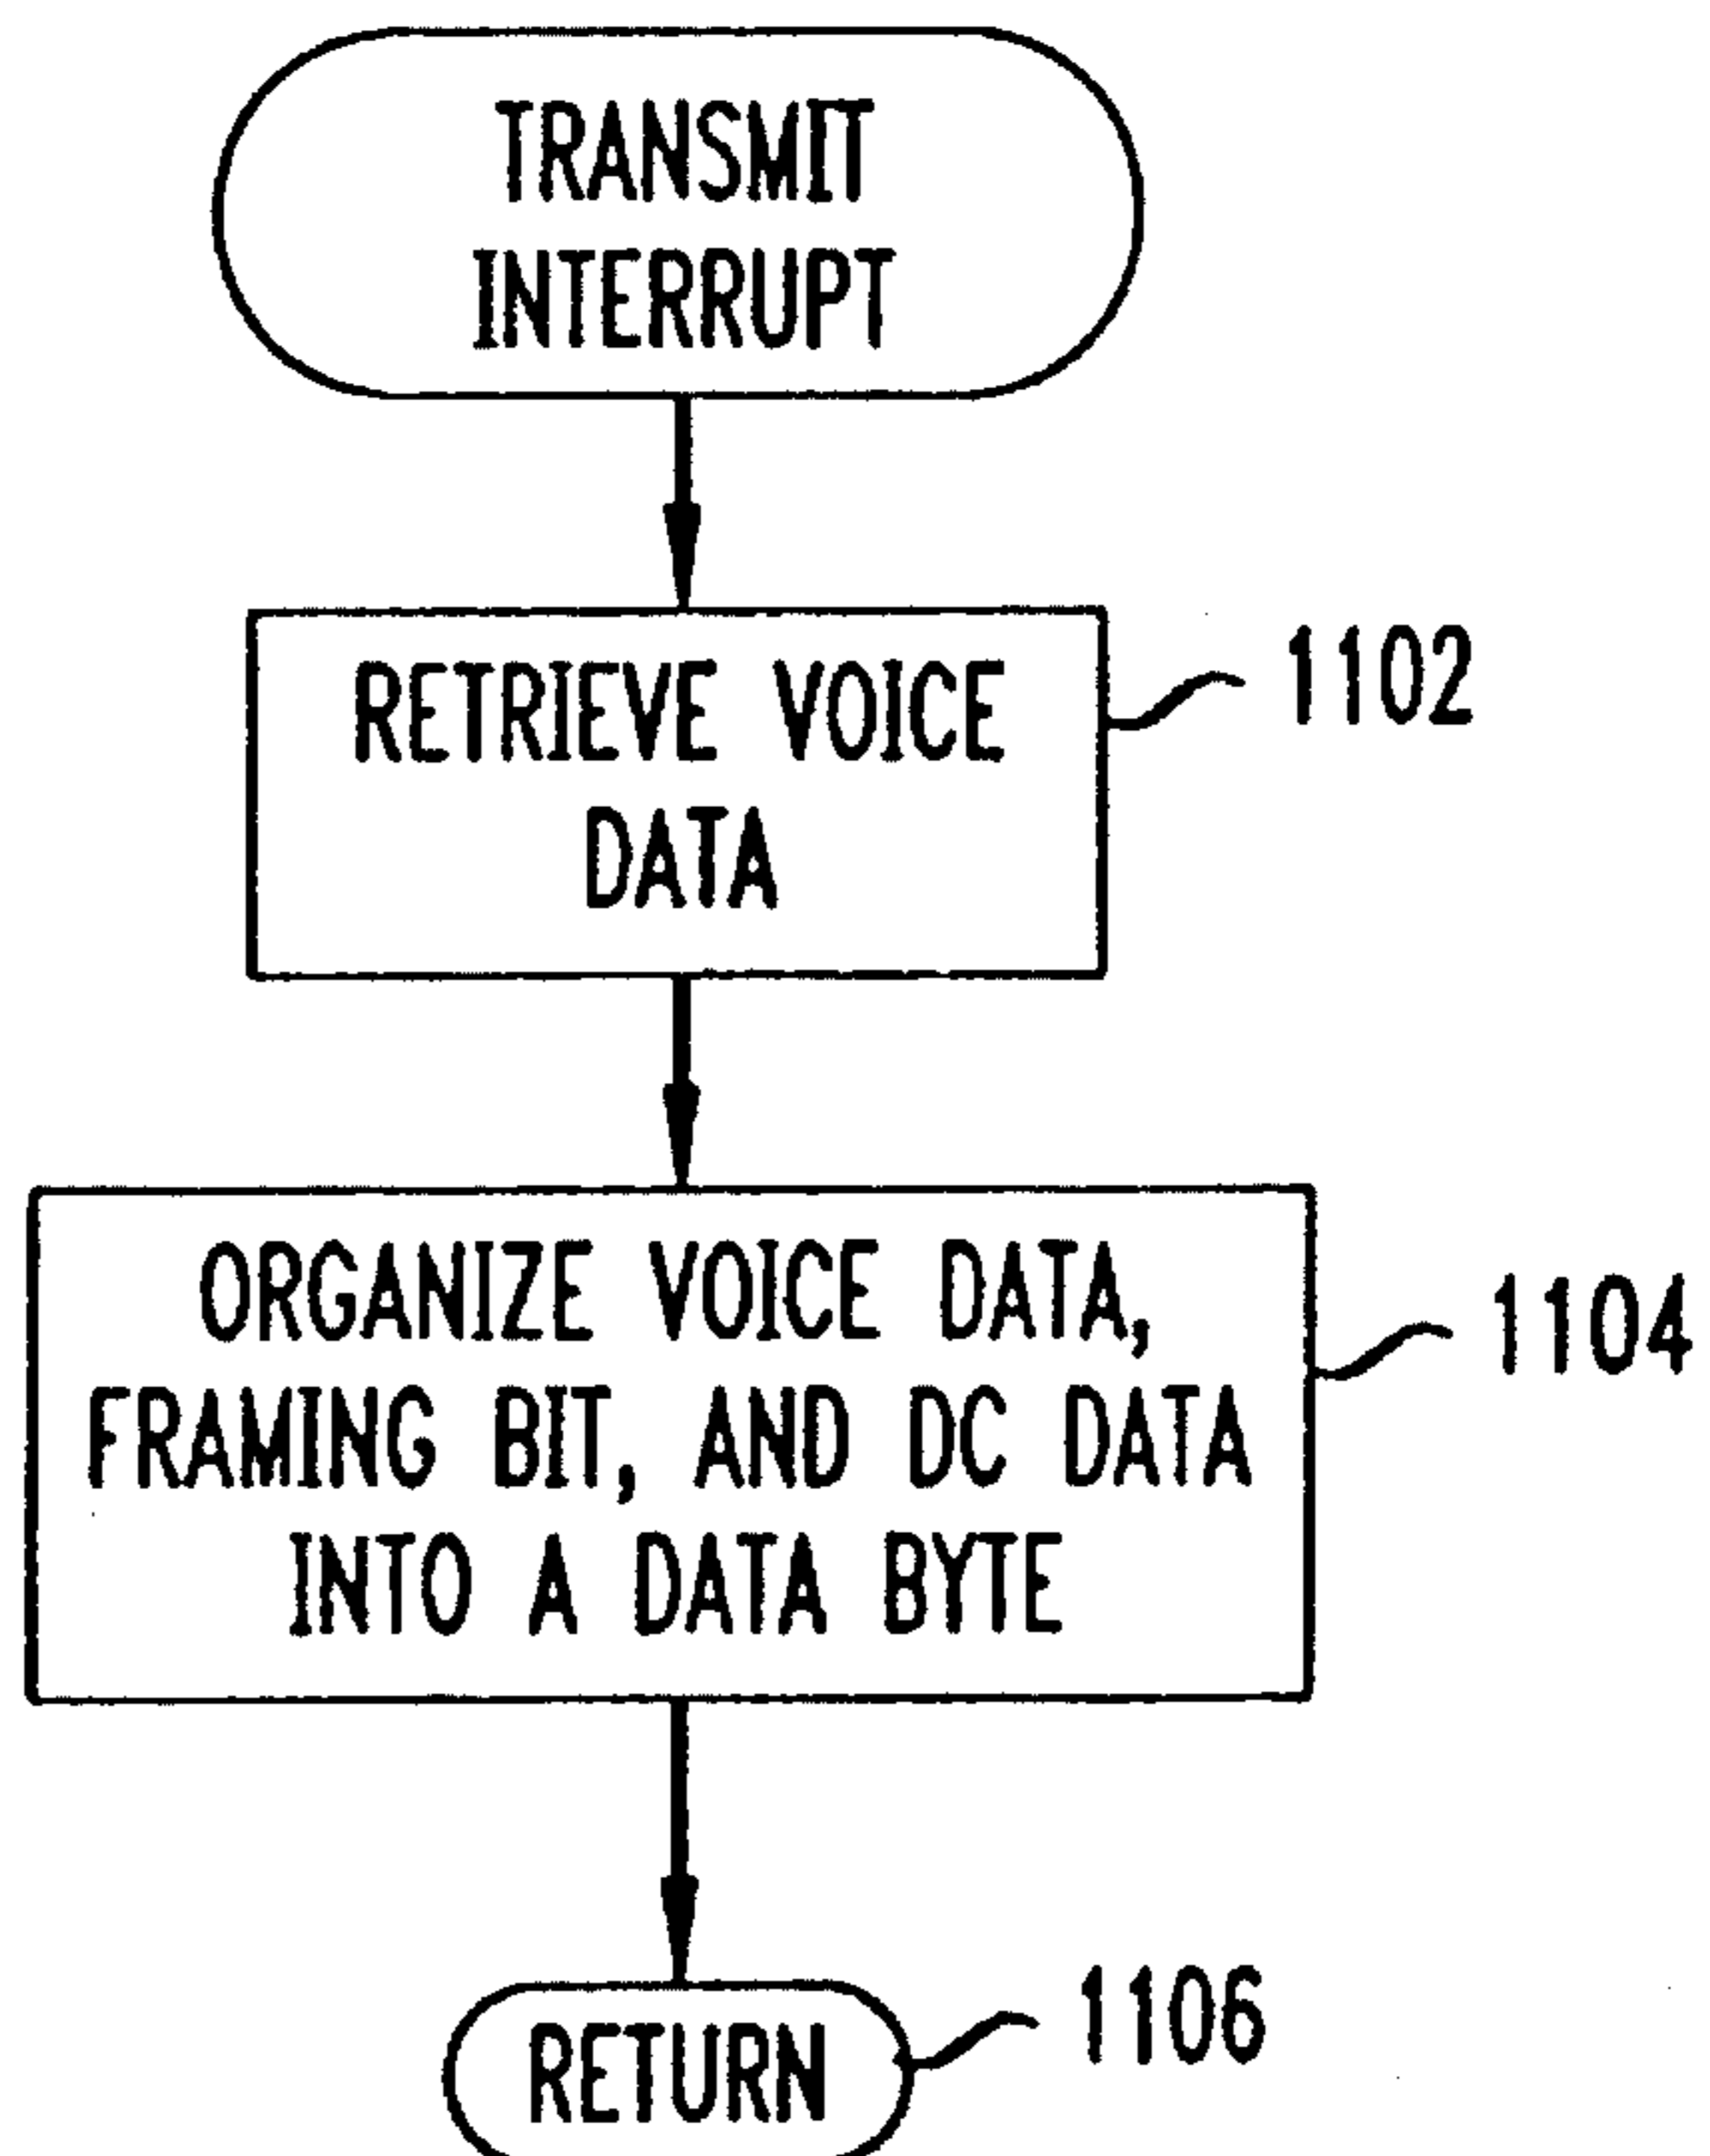 TRANSMIT
INTERRUPT
RETRIEVE VOICE
DATA
1102
ORGANIZE VOICE DATA,
FRAMING BIT, AND DC DATA
INTO A DATA BYTE
1104
RETURN
1106